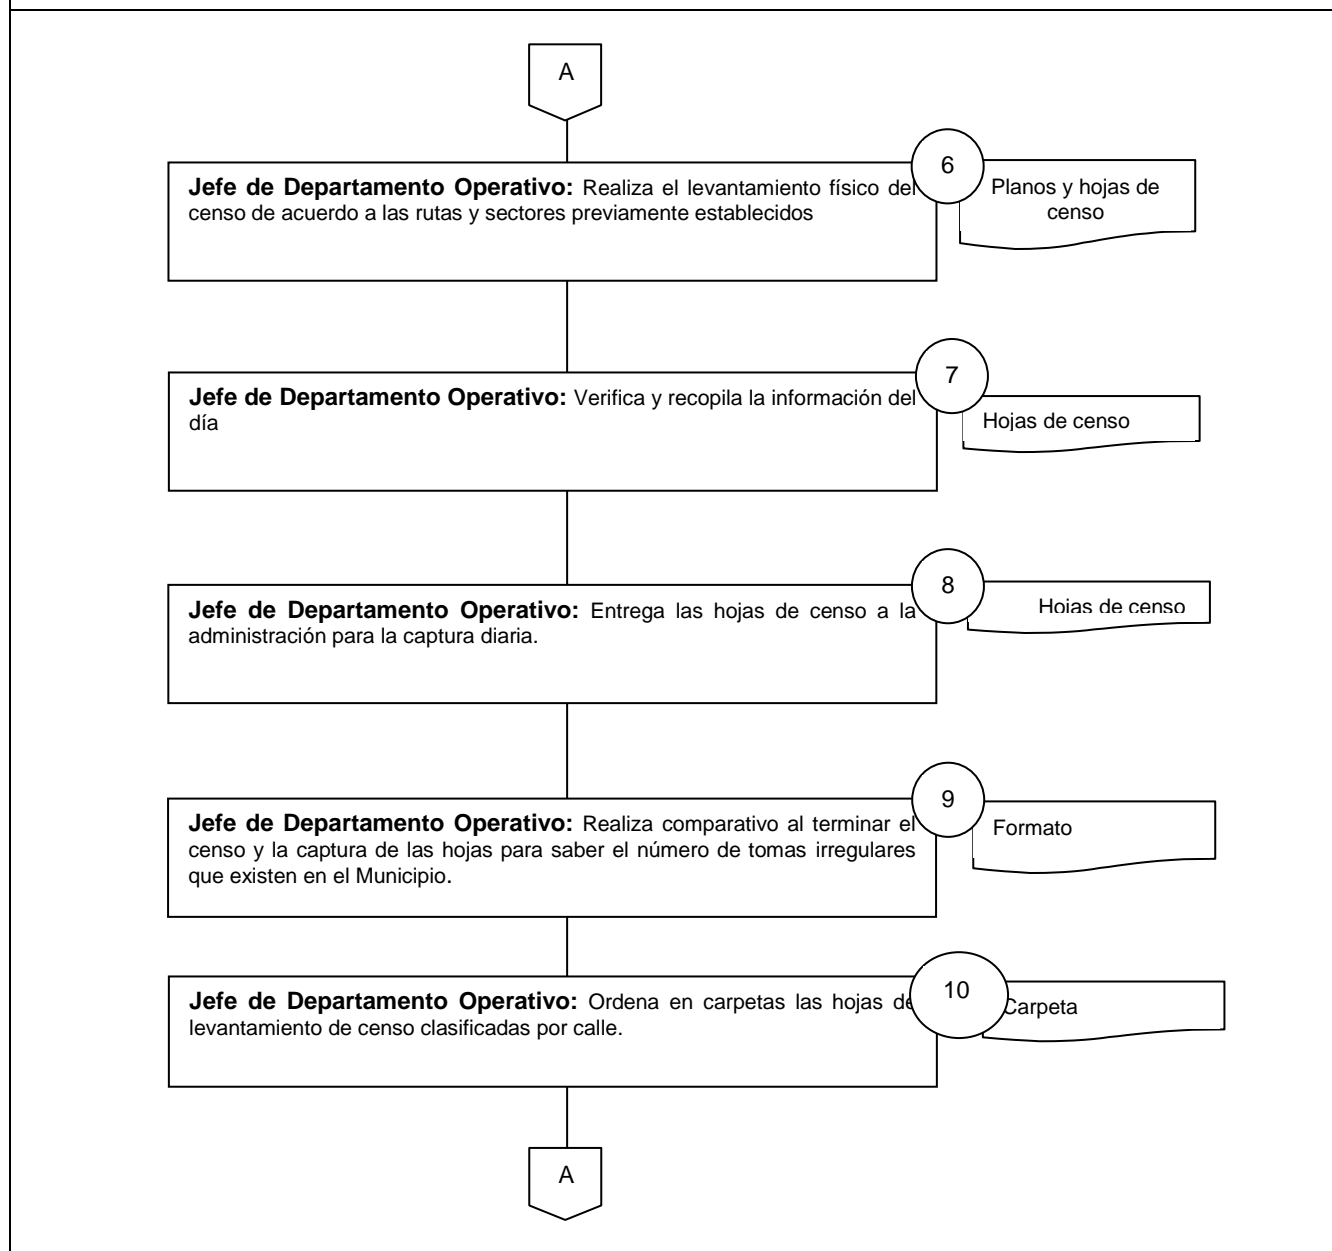 A
6
Jefe de Departamento Operativo: Realiza el levantamiento físico del
censo de acuerdo a las rutas y sectores previamente establecidos
Planos y hojas de
censo
7
Jefe de Departamento Operativo: Verifica y recopila la información del
día
Hojas de censo
8
Jefe de Departamento Operativo: Entrega las hojas de censo a la
administración para la captura diaria.
Hojas de censo
9
Jefe de Departamento Operativo: Realiza comparativo al terminar el
censo y la captura de las hojas para saber el número de tomas irregulares
que existen en el Municipio.
Formato
10
Jefe de Departamento Operativo: Ordena en carpetas las hojas de
levantamiento de censo clasificadas por calle.
Carpeta
A